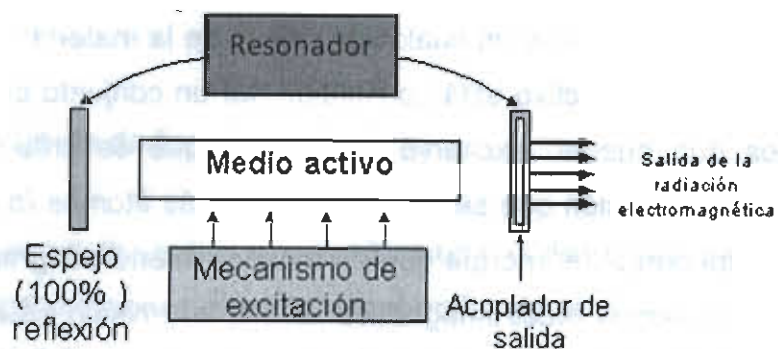 Resonador
Medio activo
Salida de la
radiación
electromagnética
Espejo
(100% )
reflexión
Mecanismo de
excitación
Acoplador de
salida